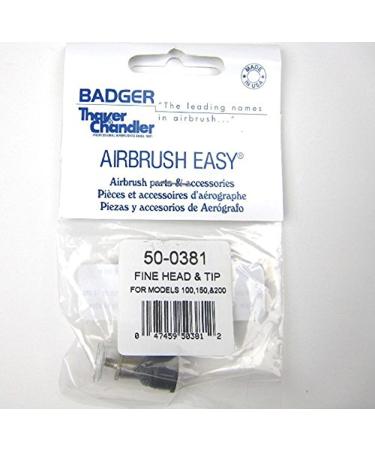 MADE
IN USA
BADGER
Thayer
Chandler
"The leading names
in airbrush..."
AIRBRUSH EASY®
Airbrush parts & accessories
Pièces et accessoires d'aérographe
Piezas y accesorios de Aerógrafo
50-0381
FINE HEAD & TIP
FOR MODELS 100,150,&200
0 47459 50381 2